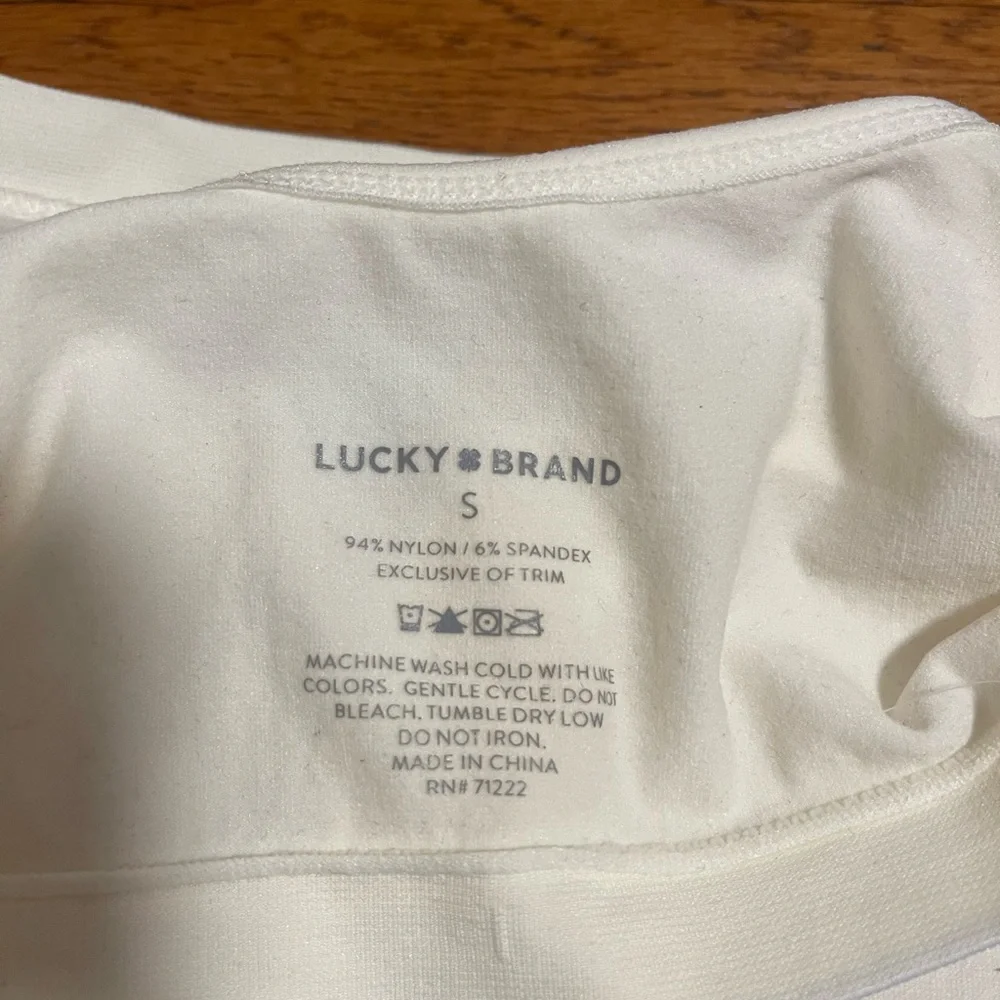 LUCKY BRAND
S
94% NYLON / 6% SPANDEX
EXCLUSIVE OF TRIM
MACHINE WASH COLD WITH LIKE
COLORS. GENTLE CYCLE. DO NOT
BLEACH. TUMBLE DRY LOW
DO NOT IRON.
MADE IN CHINA
RN# 71222